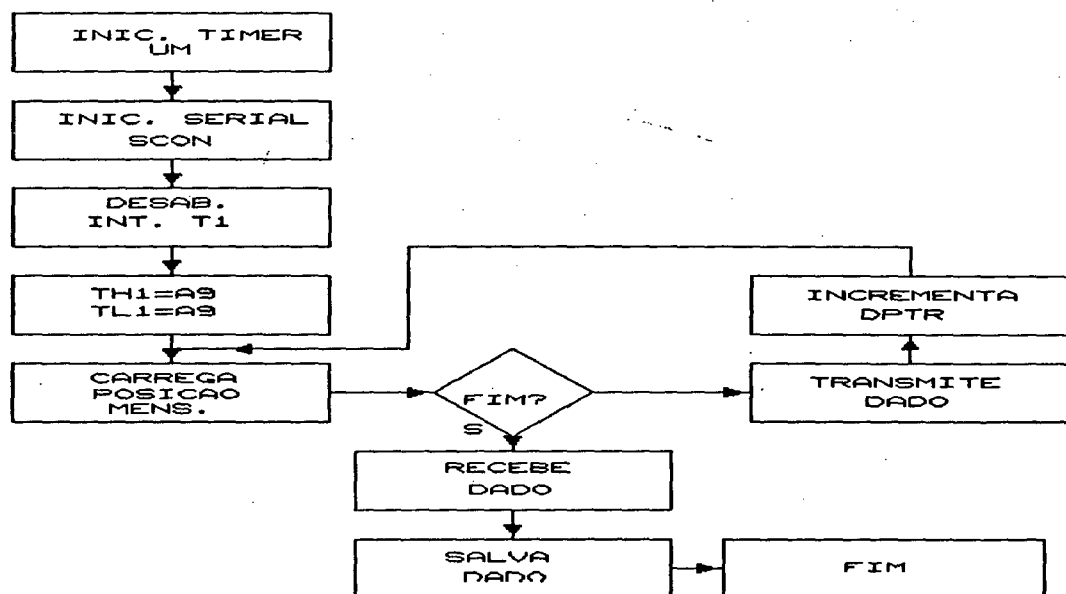 INIC. TIMER
UM
INIC. SERIAL
SCON
DESAB.
INT. T1
TH1=A9
TL1=A9
CARREGA
POSICAO
MENS.
FIM?
S
INCREMENTA
DPTR
TRANSMITE
DADO
RECEBE
DADO
SALVA
DADO
FIM